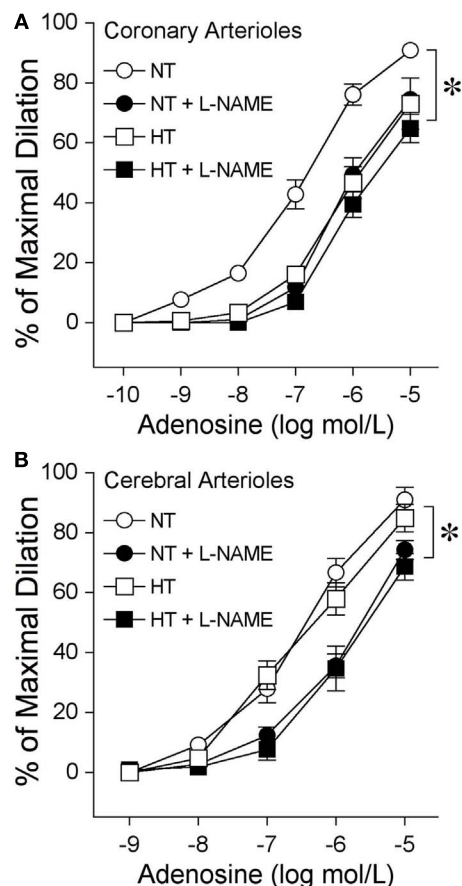 A
100
80
60
40
20
0
% of Maximal Dilation
Coronary Arterioles
NT
NT + L-NAME
HT
HT + L-NAME
*
-10 -9 -8 -7 -6 -5
Adenosine (log mol/L)
B
100
80
60
40
20
0
% of Maximal Dilation
Cerebral Arterioles
NT
NT + L-NAME
HT
HT + L-NAME
*
-9 -8 -7 -6 -5
Adenosine (log mol/L)